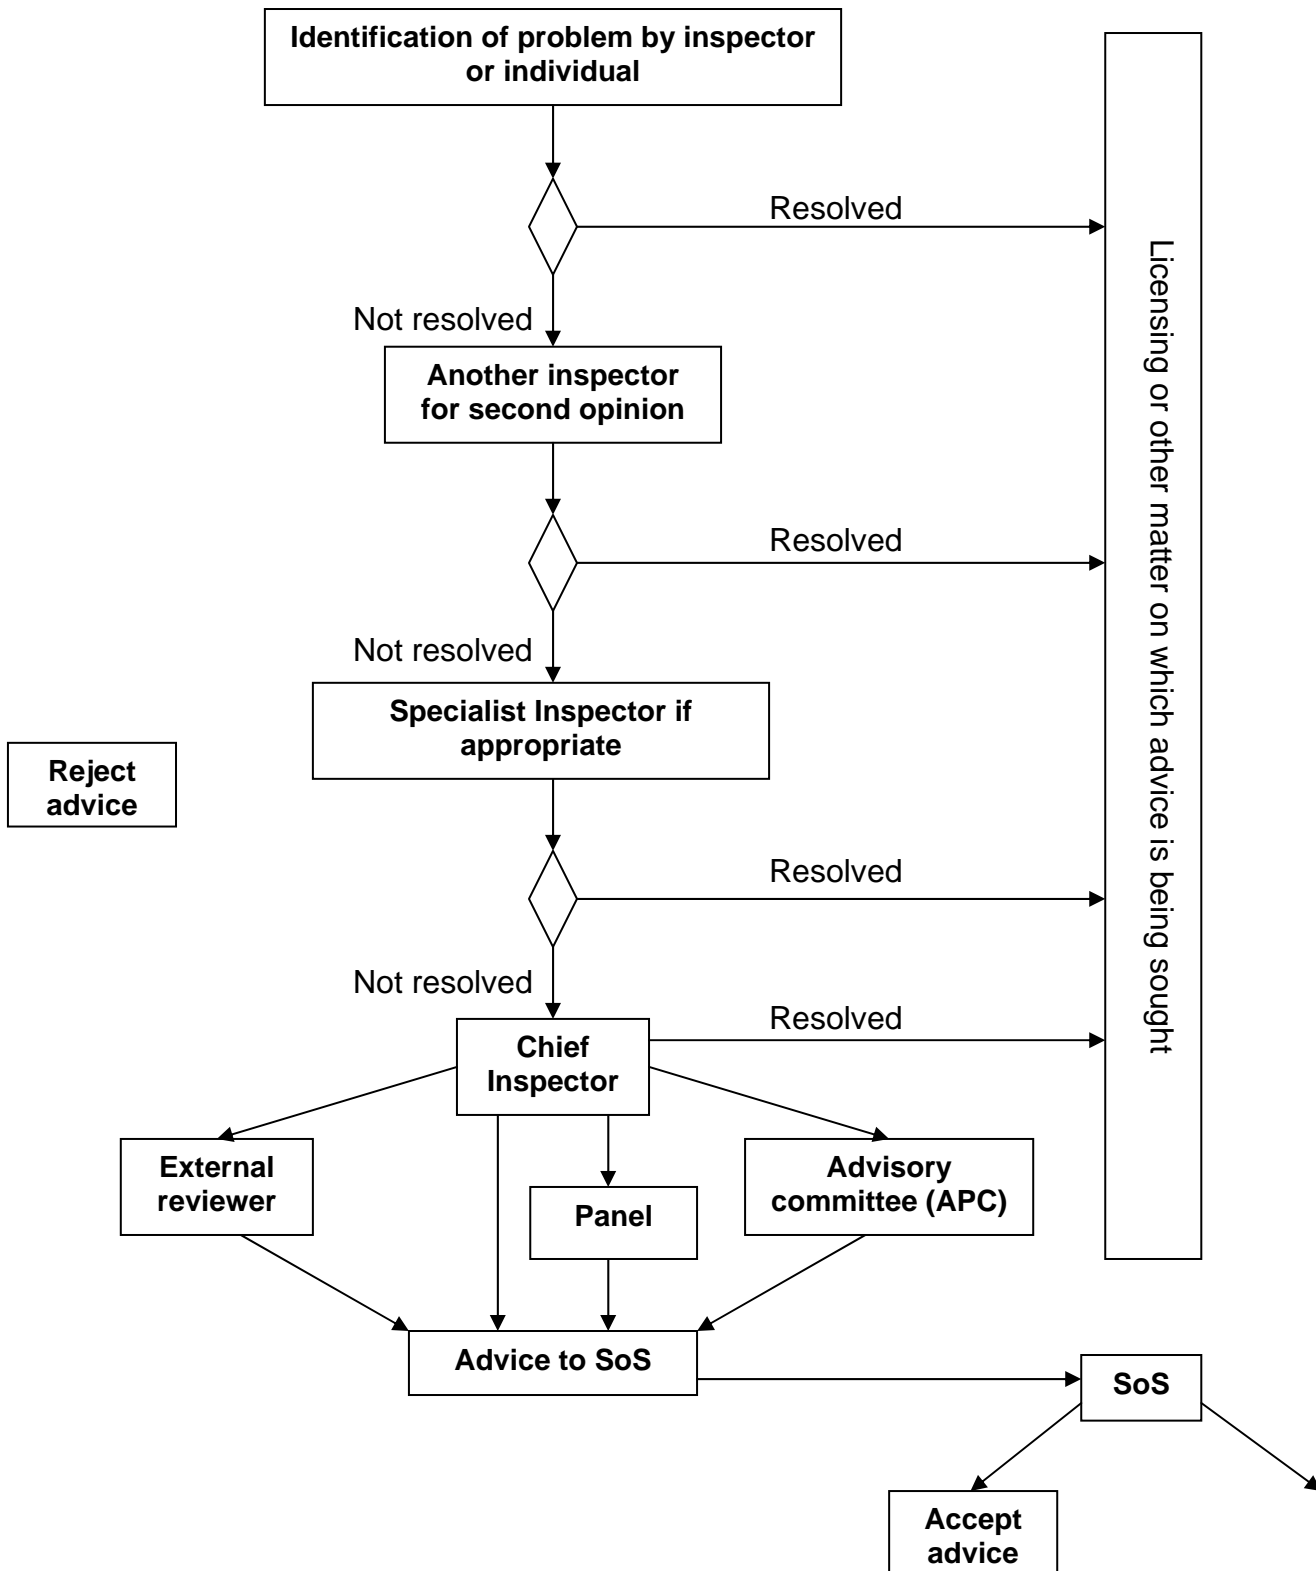 Identification of problem by inspector
or individual
Resolved
Not resolved
Another inspector
for second opinion
Resolved
Not resolved
Specialist Inspector if
appropriate
Reject
advice
Resolved
Not resolved
Chief
Inspector
Resolved
Licensing or other matter on which advice is being sought
External
reviewer
Panel
Advisory
committee (APC)
Advice to SoS
SoS
Accept
advice